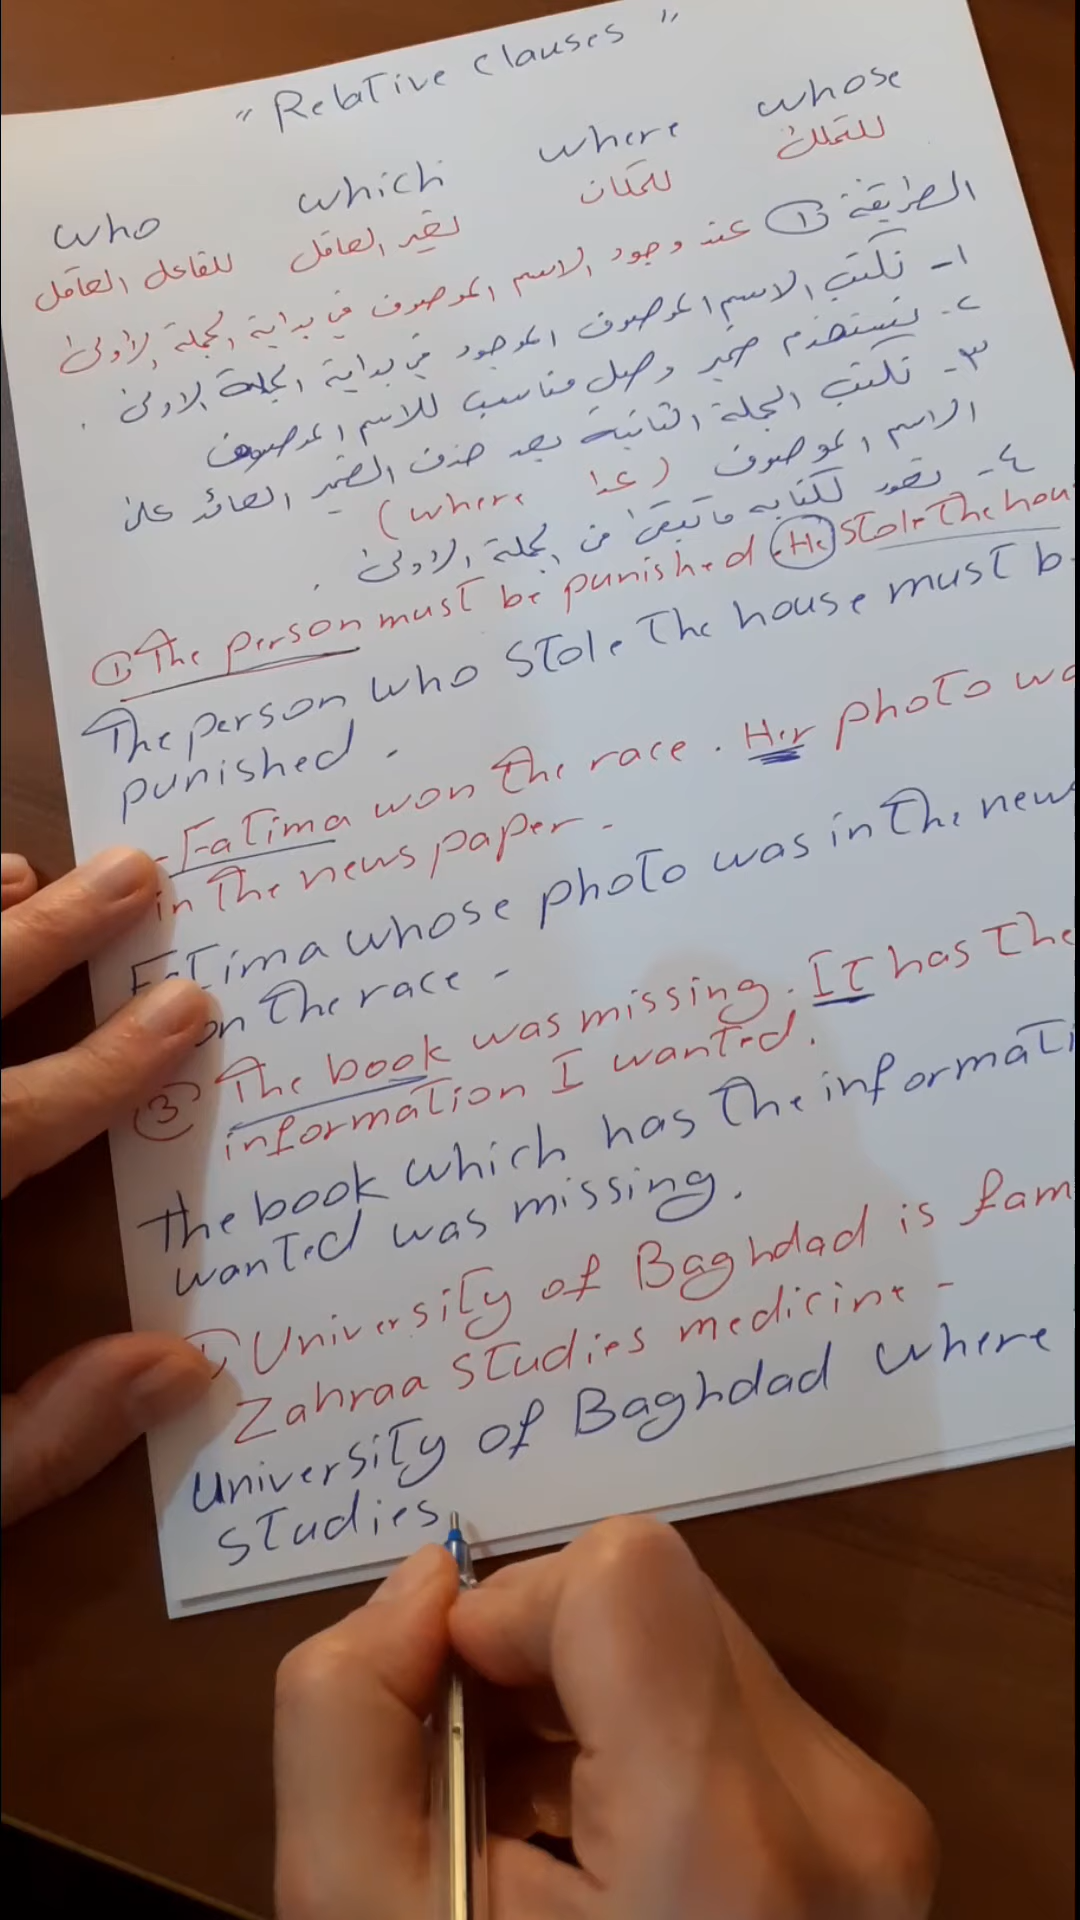 " Relative Clauses "
who which where whose
للفاعل العاقل لغير العاقل للمكان للتملك
الطريقة ① عند وجود الاسم الموصوف في بداية الجملة الاولى
١- نكتب الاسم الموصوف الموجود في بداية الجملة الاولى .
٢- نستخدم ضمير وصل مناسب للاسم الموصوف
٣- نكتب الجملة الثانية بعد حذف الضمير العائد على
الاسم الموصوف (عدا where)
٤- نعود لكتابة ماتبقى من الجملة الاولى .
① The person must be punished . He stole the hou
The person who stole the house must b
punished .
- Fatima won the race . Her photo wa
in the news paper .
Fatima whose photo was in the new
on the race .
③ The book was missing . It has the
information I wanted .
the book which has the informati
wanted was missing .
University of Baghdad is fam
Zahraa studies medicine .
University of Baghdad where
studies